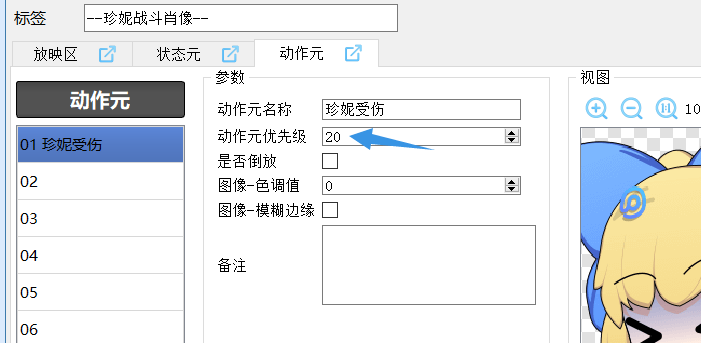 标签 --珍妮战斗肖像--
放映区 状态元 动作元
动作元
01 珍妮受伤
02
03
04
05
06
参数
动作元名称 珍妮受伤
动作元优先级 20
是否倒放
图像-色调值 0
图像-模糊边缘
备注
视图
1:1 10